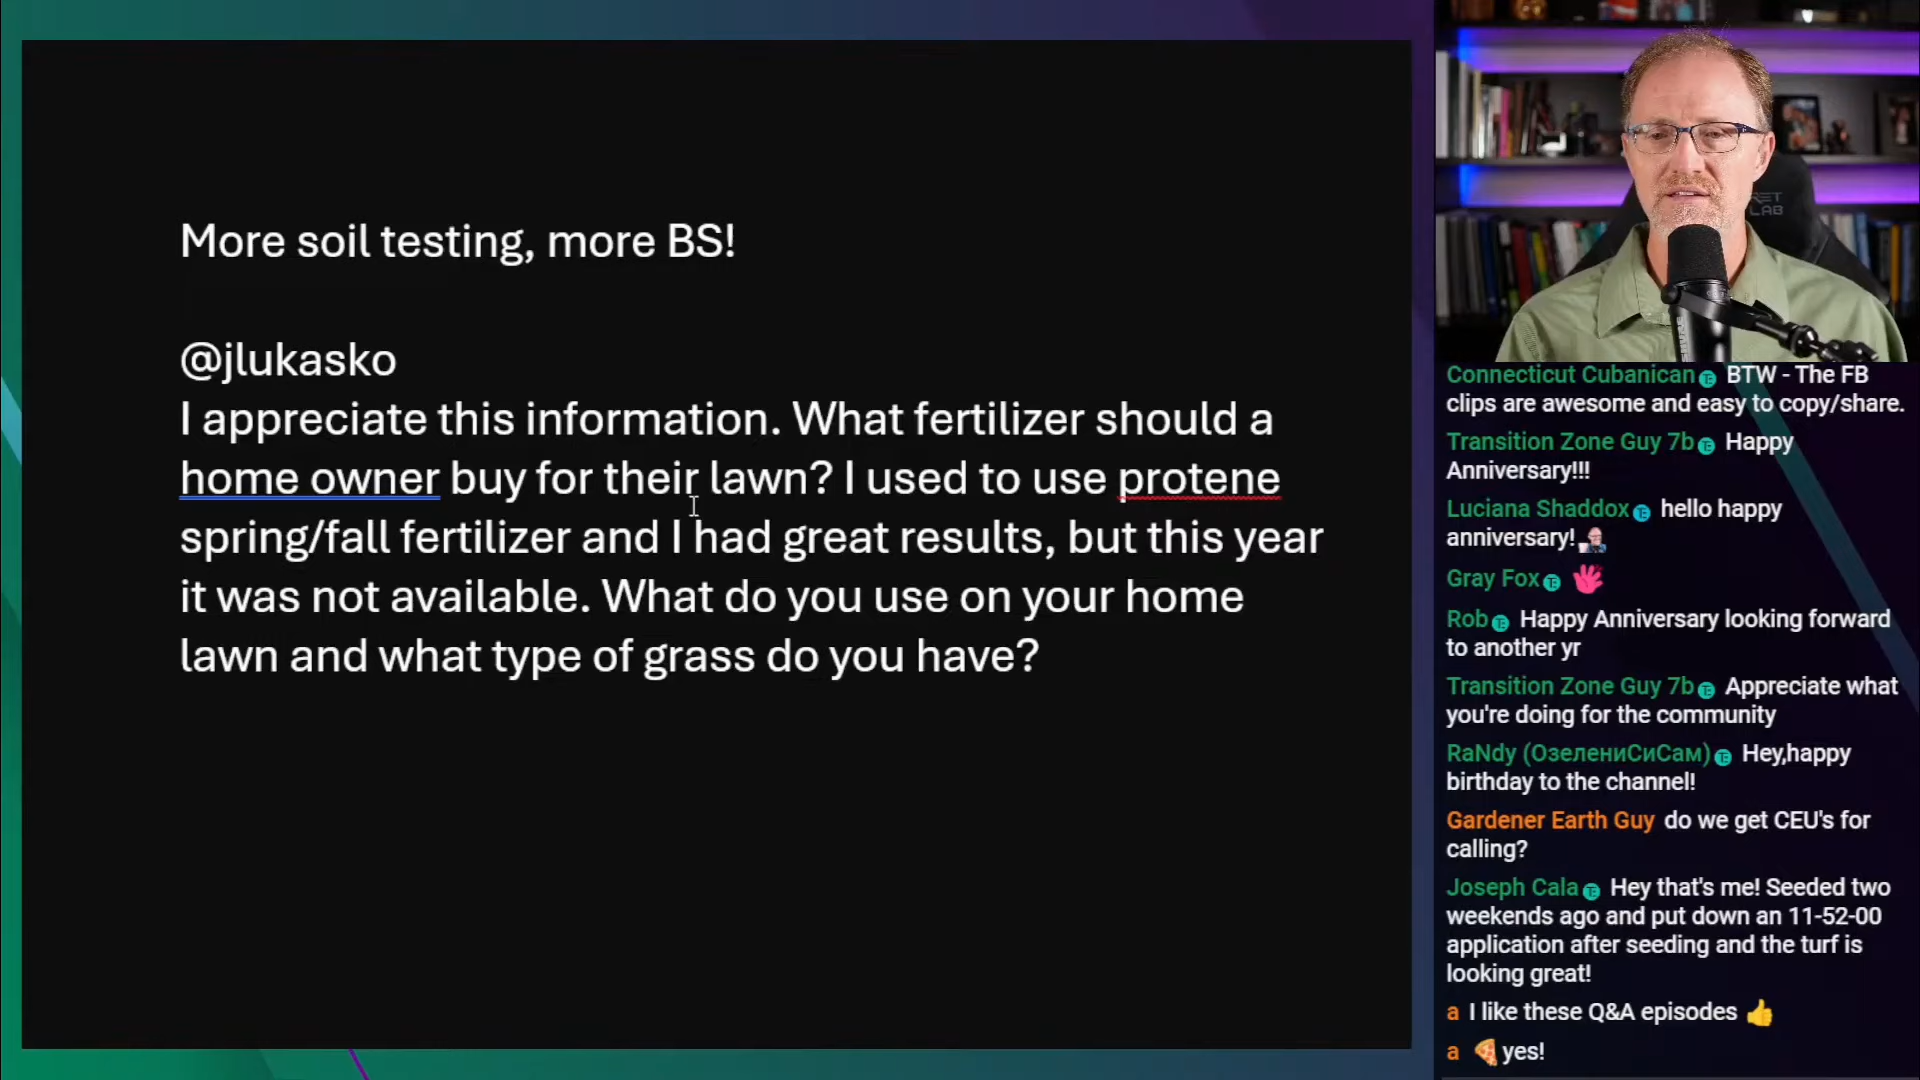 More soil testing, more BS!
@jlukasko
I appreciate this information. What fertilizer should a
home owner buy for their lawn? I used to use protene
spring/fall fertilizer and I had great results, but this year
it was not available. What do you use on your home
lawn and what type of grass do you have?
LAB
Connecticut Cubanican BTW - The FB
clips are awesome and easy to copy/share.
Transition Zone Guy 7b Happy
Anniversary!!!
Luciana Shaddox hello happy
anniversary!
Gray Fox
Rob Happy Anniversary looking forward
to another yr
Transition Zone Guy 7b Appreciate what
you're doing for the community
RaNdy (ОзелениСиСам) Hey,happy
birthday to the channel!
Gardener Earth Guy do we get CEU's for
calling?
Joseph Cala Hey that's me! Seeded two
weekends ago and put down an 11-52-00
application after seeding and the turf is
looking great!
a I like these Q&A episodes 👍
a 🍕yes!